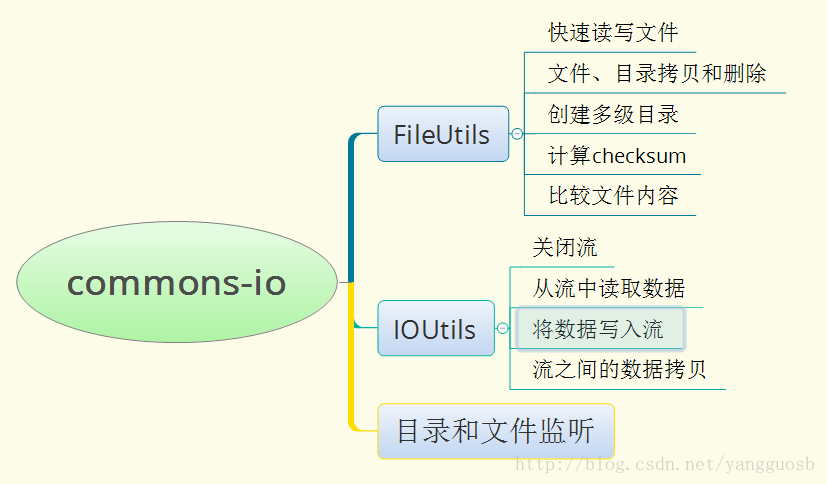 commons-io
FileUtils
快速读写文件
文件、目录拷贝和删除
创建多级目录
计算checksum
比较文件内容
IOUtils
关闭流
从流中读取数据
将数据写入流
流之间的数据拷贝
目录和文件监听
http://blog.csdn.net/yangguosb